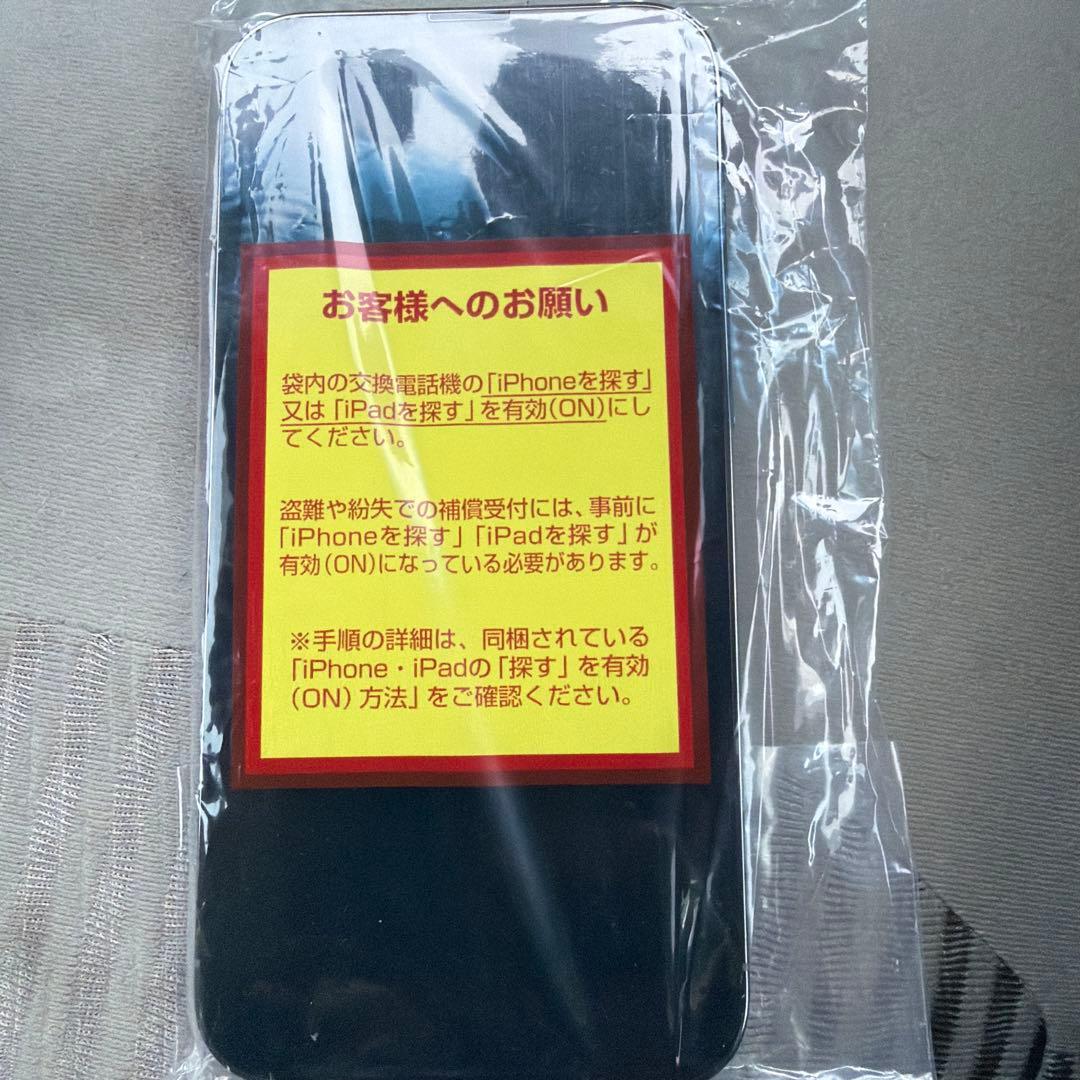 お客様へのお願い
袋内の交換電話機の「iPhoneを探す」
又は「iPadを探す」を有効(ON)にし
てください。
盗難や紛失での補償受付には、事前に
「iPhoneを探す」「iPadを探す」が
有効(ON)になっている必要があります。
※手順の詳細は、同梱されている
「iPhone・iPadの「探す」を有効
(ON)方法」をご確認ください。